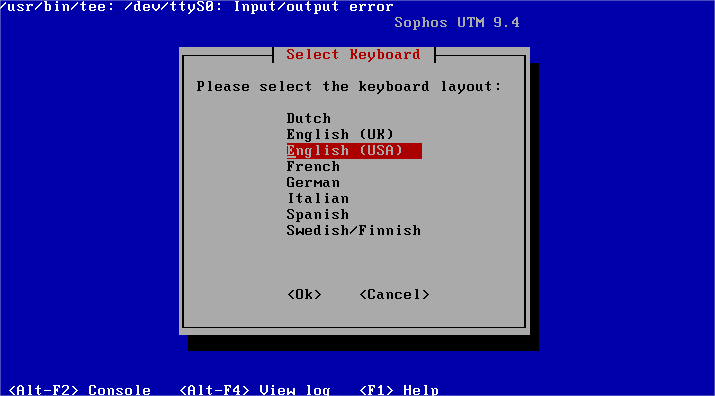 /usr/bin/tee: /dev/ttyS0: Input/output error
Sophos UTM 9.4
Select Keyboard
Please select the keyboard layout:
Dutch
English (UK)
English (USA)
French
German
Italian
Spanish
Swedish/Finnish
<Ok> <Cancel>
<Alt-F2> Console <Alt-F4> View log <F1> Help